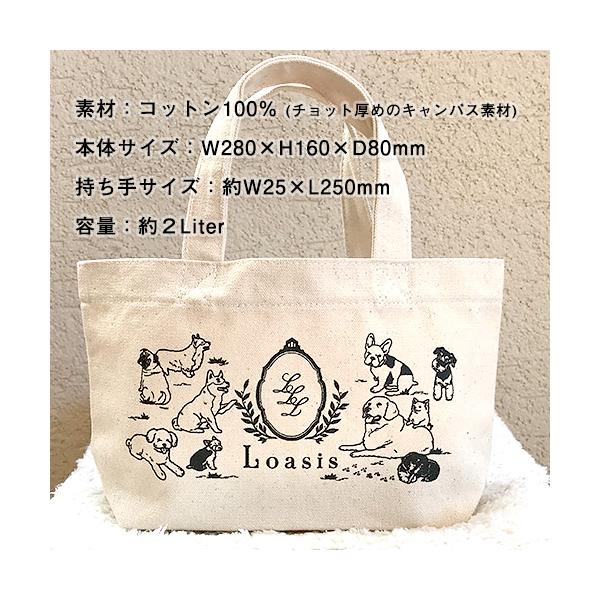 素材：コットン100% (チョット厚めのキャンバス素材)
本体サイズ：W280×H160×D80mm
持ち手サイズ：約W25×L250mm
容量：約２Liter
LLL
Loasis